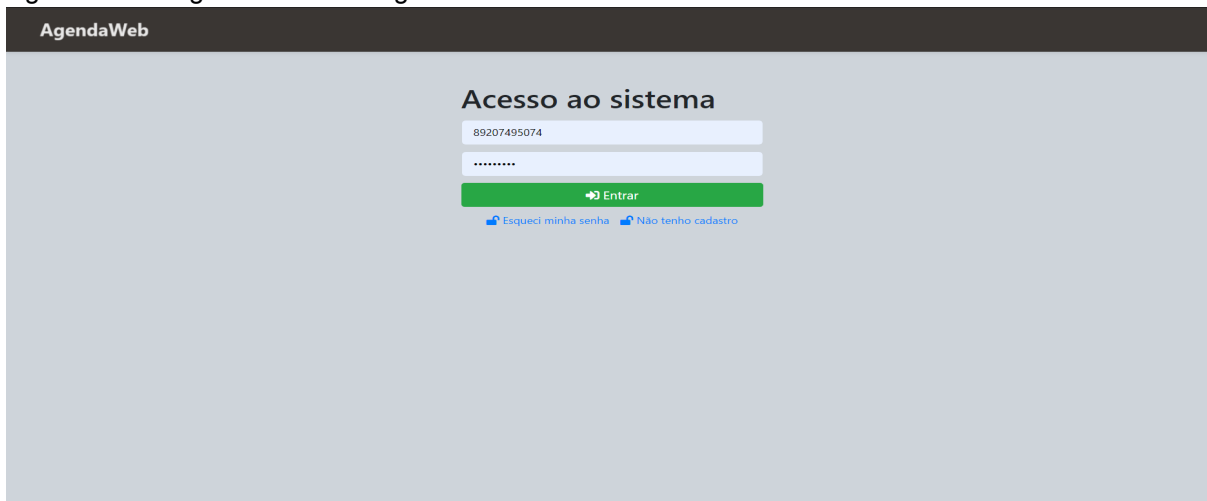 AgendaWeb
Acesso ao sistema
89207495074
•••••••••
Entrar
Esqueci minha senha Não tenho cadastro